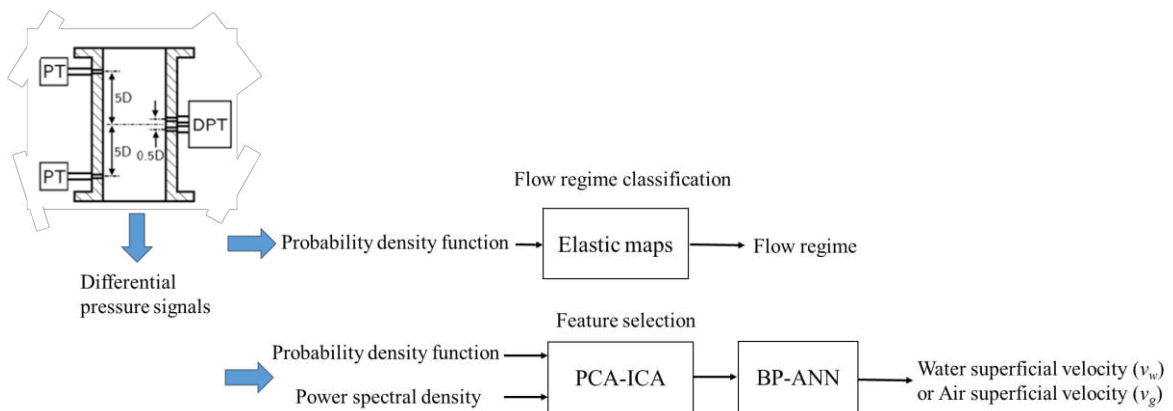 PT
5D
DPT
5D
0.5D
PT
Differential
pressure signals
Flow regime classification
Probability density function
Elastic maps
Flow regime
Feature selection
Probability density function
Power spectral density
PCA-ICA
BP-ANN
Water superficial velocity (v_w)
or Air superficial velocity (v_g)